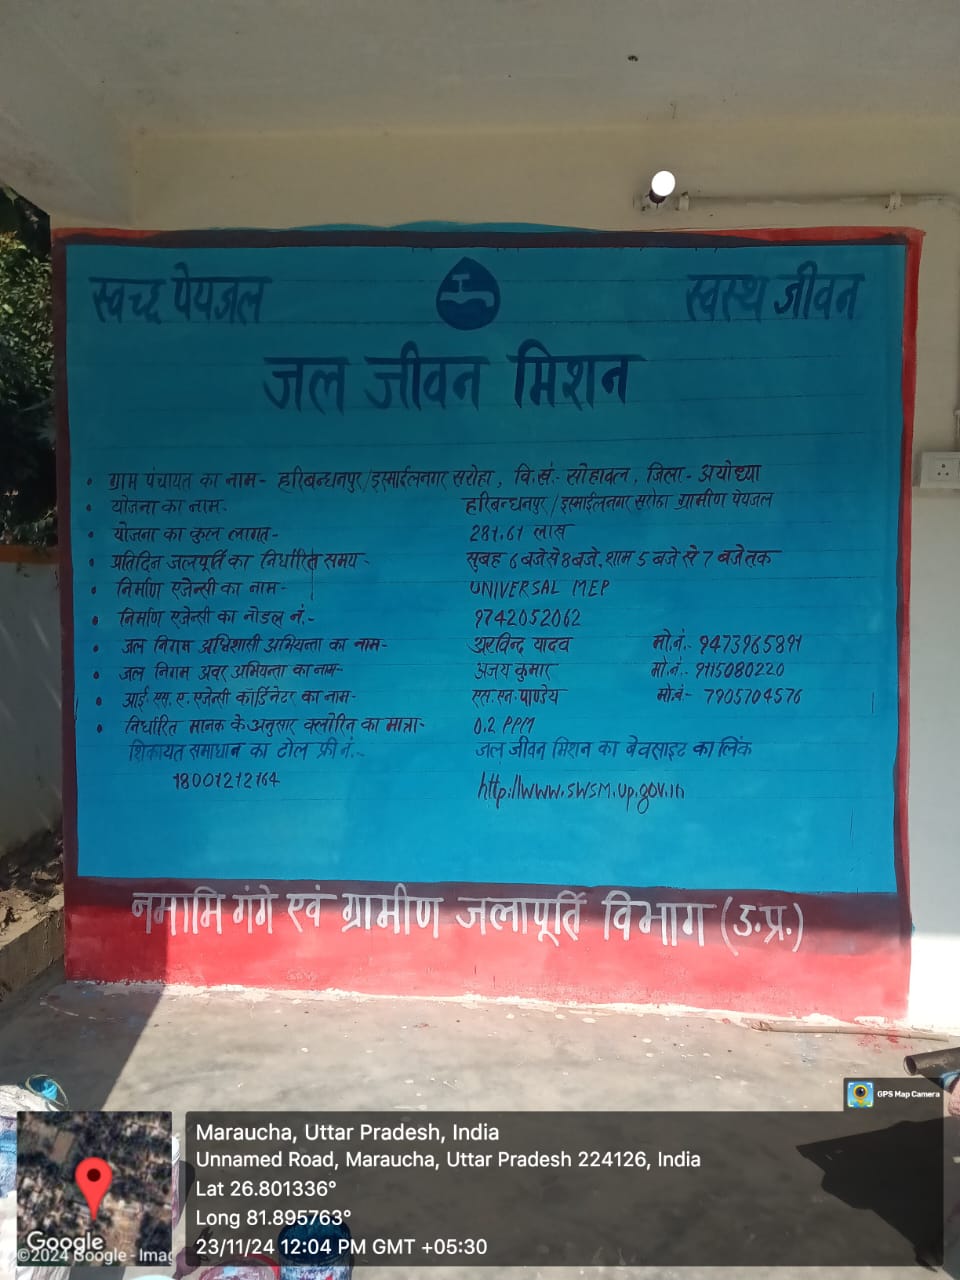 स्वच्छ पेयजल स्वस्थ जीवन
जल जीवन मिशन
• ग्राम पंचायत का नाम- हरिबन्धनपुर/इस्माईलनगर सरोहा, वि.खं.- सोहावल, जिला- अयोध्या
• योजना का नाम- हरिबन्धनपुर/इस्माईलनगर सरोहा ग्रामीण पेयजल
• योजना का कुल लागत- 281.61 लाख
• प्रतिदिन जलपूर्ति का निर्धारित समय- सुबह 6 बजे से 8 बजे, शाम 5 बजे से 7 बजे तक
• निर्माण एजेन्सी का नाम- UNIVERSAL MEP
• निर्माण एजेन्सी का नोडल नं.- 9742052062
• जल निगम अधिशासी अभियन्ता का नाम- अरविन्द यादव मो.नं.- 9473965891
• जल निगम अवर अभियन्ता का नाम- अजय कुमार मो.नं.- 9115080220
• आई. एस. ए. एजेन्सी कॉर्डिनेटर का नाम- एस. एन. पाण्डेय मो.नं- 7905704576
• निर्धारित मानक के अनुसार क्लोरिन का मात्रा- 0.2 PPM
शिकायत समाधान का टोल फ्री नं.- जल जीवन मिशन का वेवसाइट का लिंक
18001212164 http://www.swsm.up.gov.in
नमामि गंगे एवं ग्रामीण जलापूर्ति विभाग (उ.प्र.)
GPS Map Camera
Maraucha, Uttar Pradesh, India
Unnamed Road, Maraucha, Uttar Pradesh 224126, India
Lat 26.801336°
Long 81.895763°
23/11/24 12:04 PM GMT +05:30
Google
©2024 Google - Imag